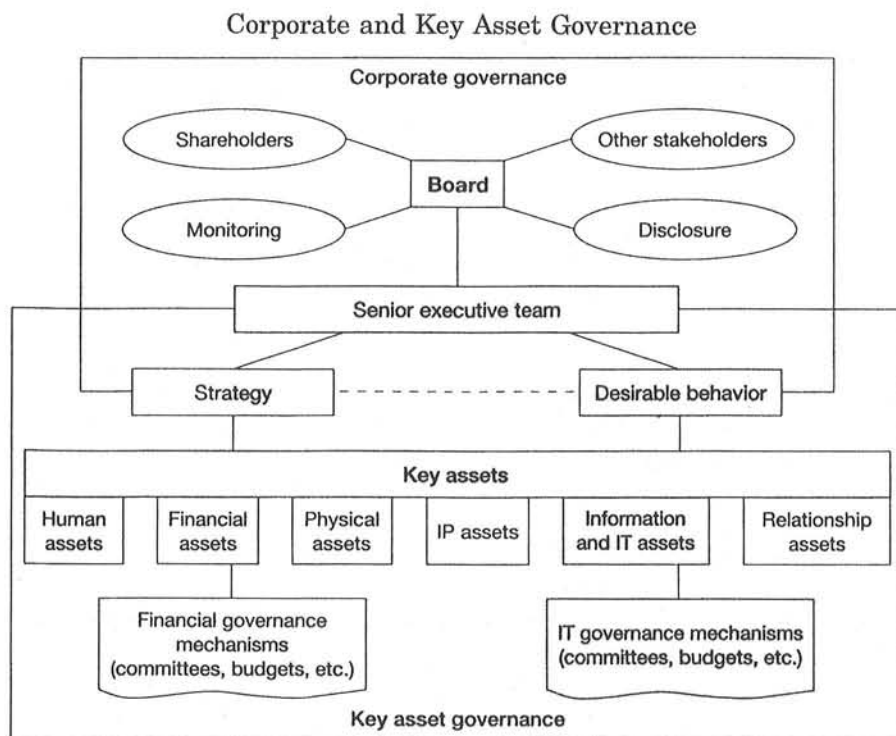 Corporate and Key Asset Governance
Corporate governance
Shareholders
Other stakeholders
Board
Monitoring
Disclosure
Senior executive team
Strategy
Desirable behavior
Key assets
Human
assets
Financial
assets
Physical
assets
IP assets
Information
and IT assets
Relationship
assets
Financial governance
mechanisms
(committees, budgets, etc.)
IT governance mechanisms
(committees, budgets, etc.)
Key asset governance